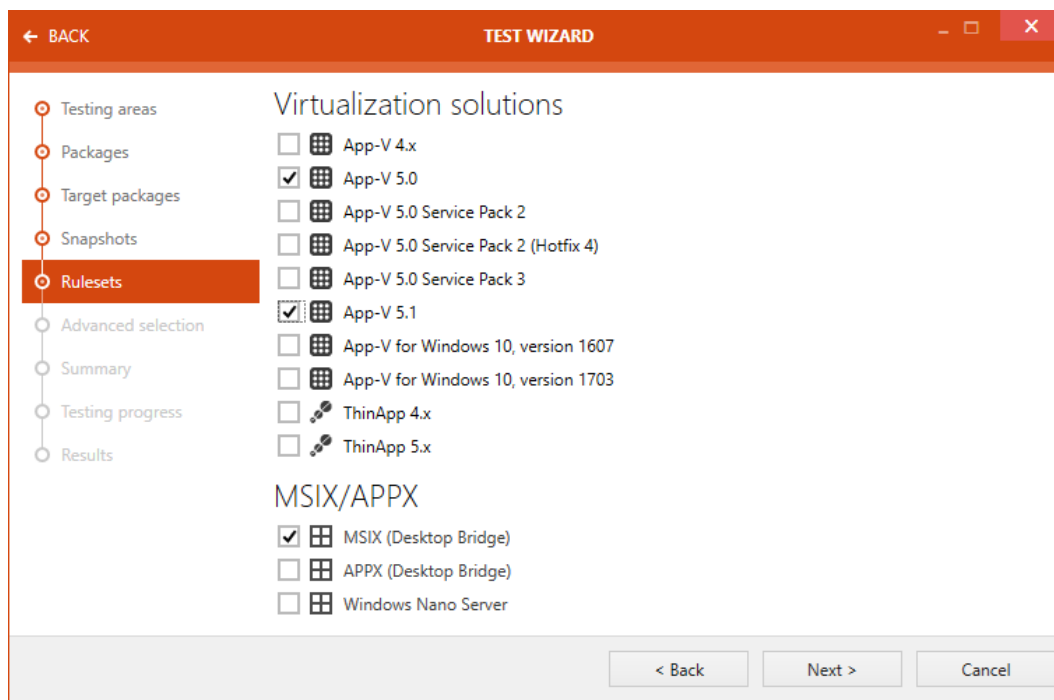 BACK
TEST WIZARD
Testing areas
Packages
Target packages
Snapshots
Rulesets
Advanced selection
Summary
Testing progress
Results
Virtualization solutions
App-V 4.x
App-V 5.0
App-V 5.0 Service Pack 2
App-V 5.0 Service Pack 2 (Hotfix 4)
App-V 5.0 Service Pack 3
App-V 5.1
App-V for Windows 10, version 1607
App-V for Windows 10, version 1703
ThinApp 4.x
ThinApp 5.x
MSIX/APPX
MSIX (Desktop Bridge)
APPX (Desktop Bridge)
Windows Nano Server
< Back
Next >
Cancel